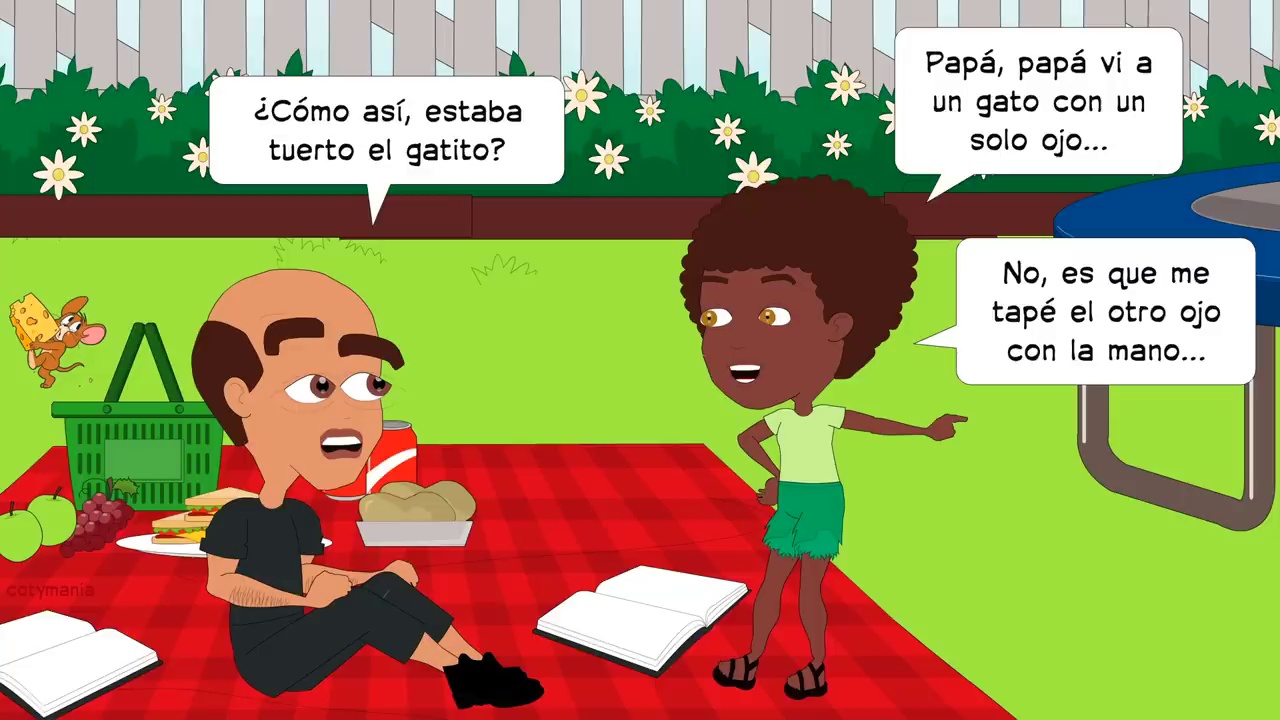 Papá, papá vi a
un gato con un
solo ojo...
¿Cómo así, estaba
tuerto el gatito?
No, es que me
tapé el otro ojo
con la mano...
cotymanía